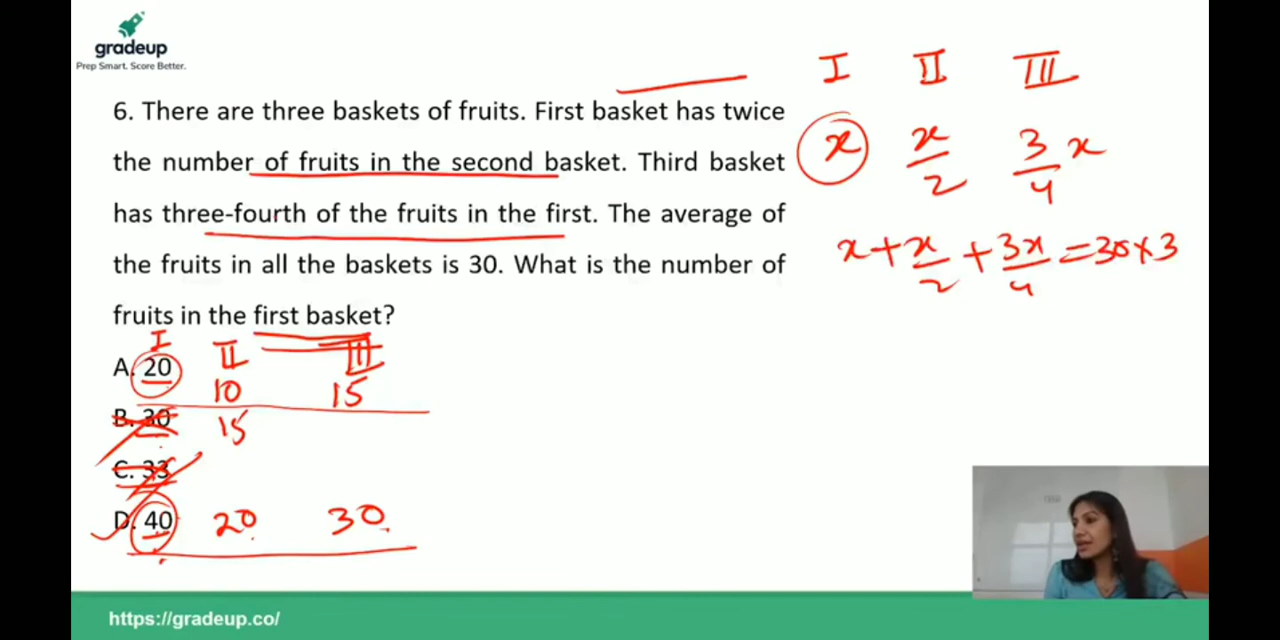 gradeup
Prep Smart. Score Better.
I II III
x x/2 3/4 x
x + x/2 + 3x/4 = 30 × 3
6. There are three baskets of fruits. First basket has twice
the number of fruits in the second basket. Third basket
has three-fourth of the fruits in the first. The average of
the fruits in all the baskets is 30. What is the number of
fruits in the first basket?
I II III
A. 20 10 15
B. 30 15
C. 33
D. 40 20 30
https://gradeup.co/